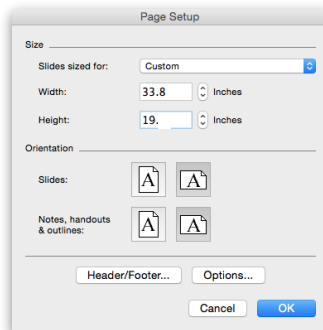 Page Setup
Size
Slides sized for: Custom
Width: 33.8 Inches
Height: 19. Inches
Orientation
Slides: A A
Notes, handouts
& outlines: A A
Header/Footer... Options...
Cancel OK